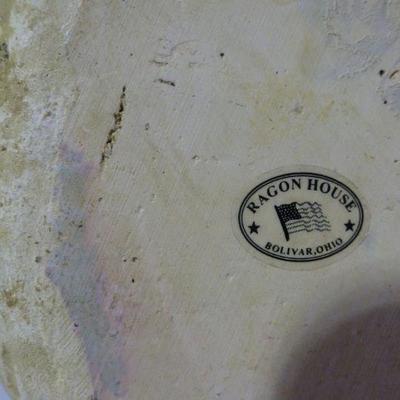 RAGON HOUSE
BOLIVAR, OHIO